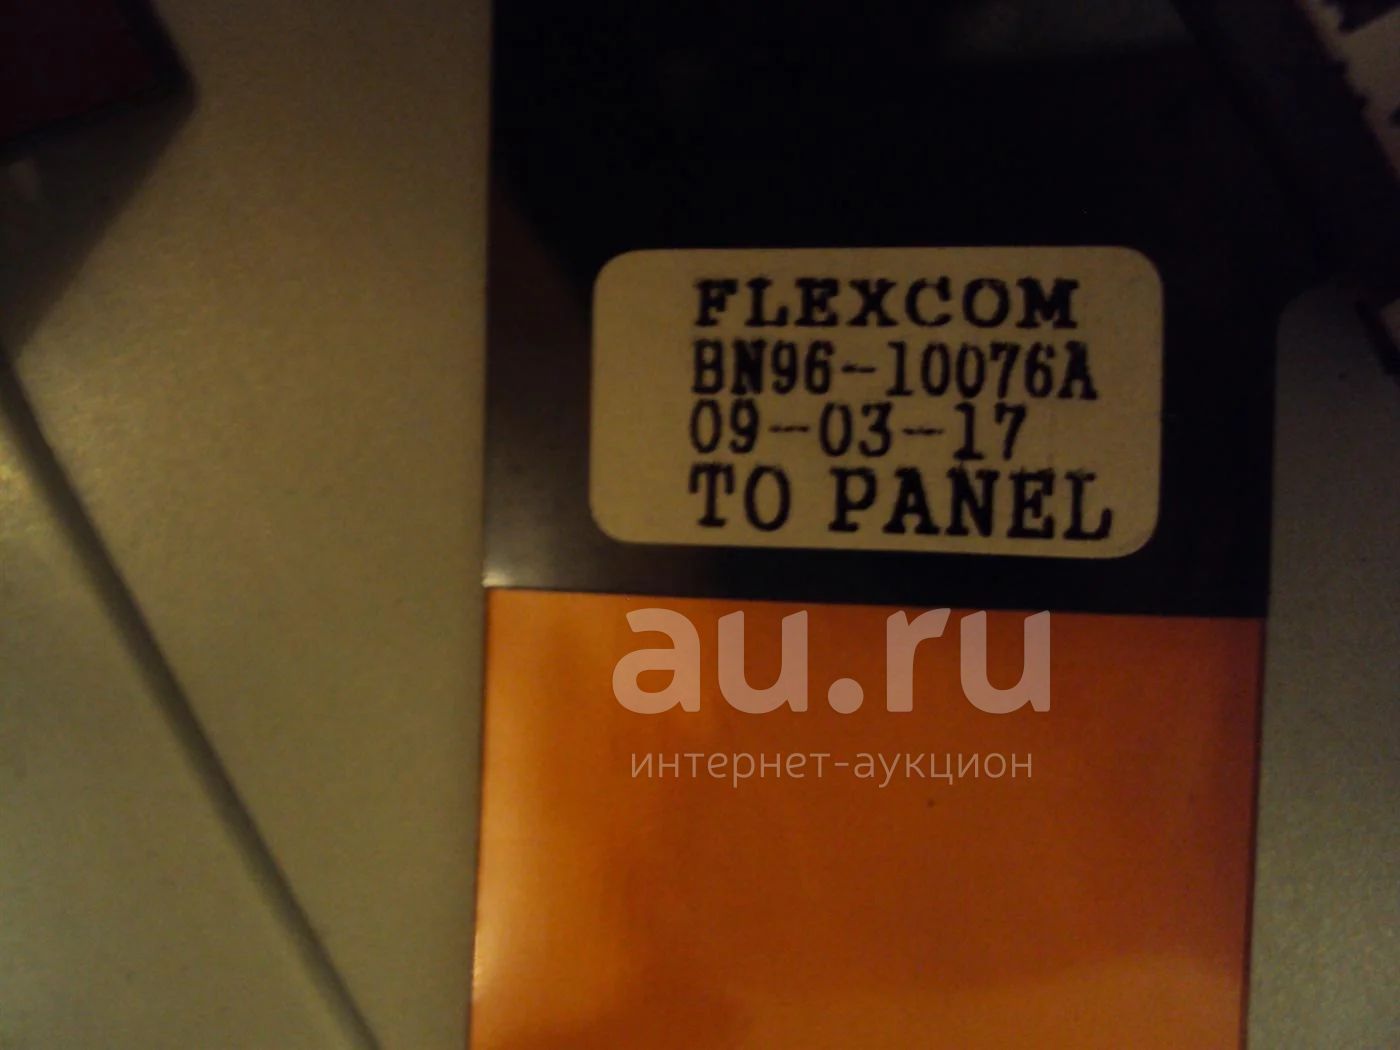 FLEXCOM
BN96-10076A
09-03-17
TO PANEL
au.ru
интернет-аукцион